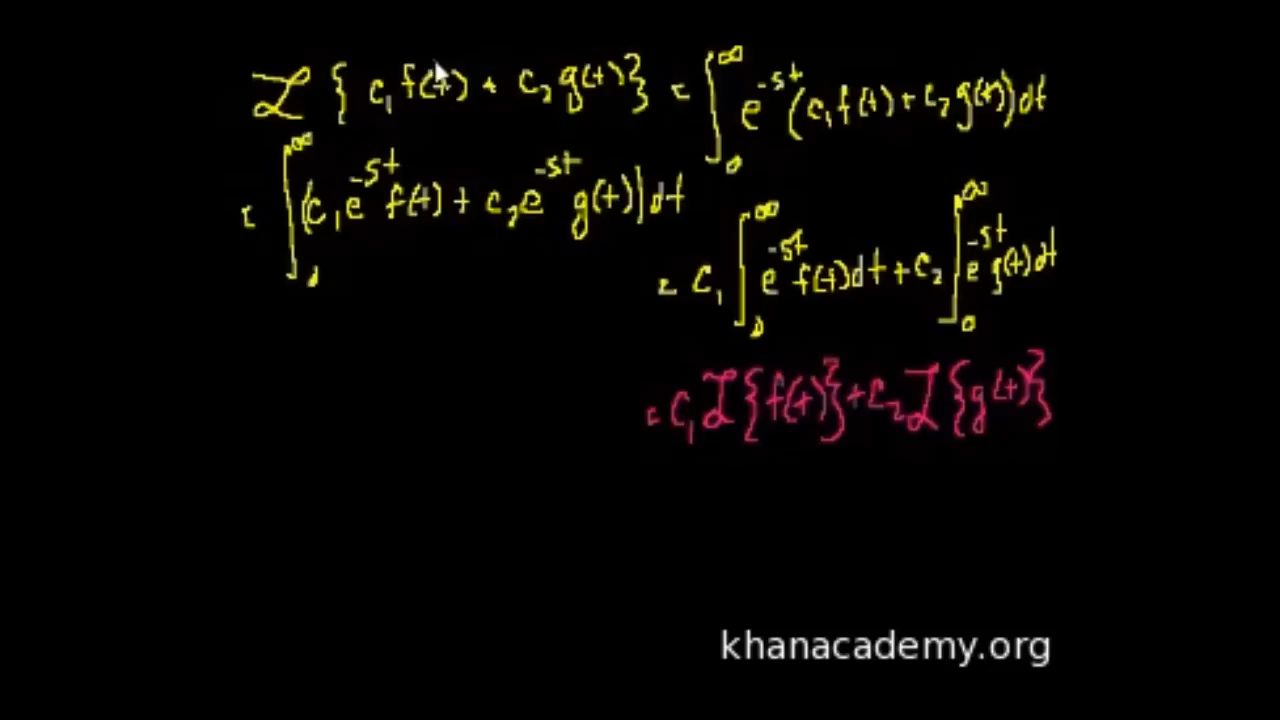 ℒ{c₁f(t) + c₂g(t)} = ∫₀^∞ e^{-st}(c₁f(t) + c₂g(t))dt
= ∫₀^∞ (c₁e^{-st}f(t) + c₂e^{-st}g(t))dt
= c₁∫₀^∞ e^{-st}f(t)dt + c₂∫₀^∞ e^{-st}g(t)dt
= c₁ℒ{f(t)} + c₂ℒ{g(t)}
khanacademy.org